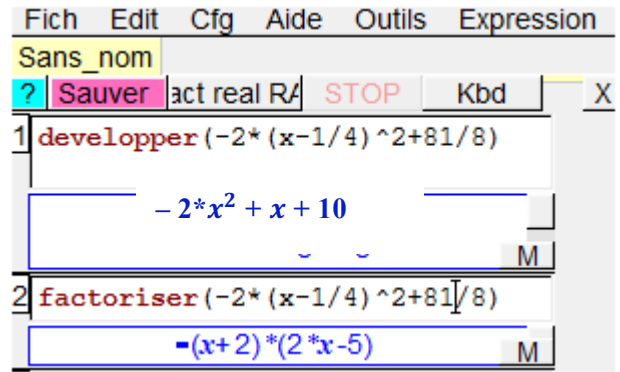 Fich Edit Cfg Aide Outils Expression
Sans_nom
? Sauver act real RA STOP Kbd X
1 developper(-2*(x-1/4)^2+81/8)
– 2*x² + x + 10
M
2 factoriser(-2*(x-1/4)^2+81/8)
-(x+2)*(2*x-5)
M